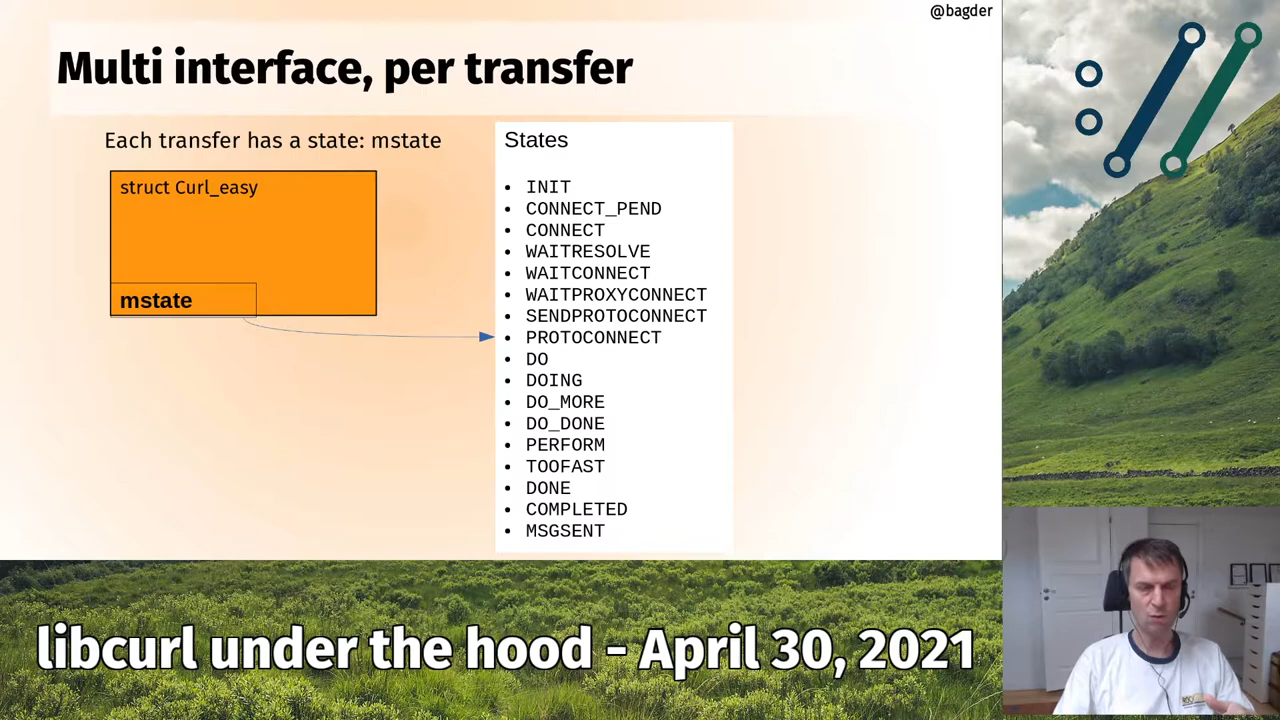 @bagder
Multi interface, per transfer
Each transfer has a state: mstate
struct Curl_easy
mstate
States
• INIT
• CONNECT_PEND
• CONNECT
• WAITRESOLVE
• WAITCONNECT
• WAITPROXYCONNECT
• SENDPROTOCONNECT
• PROTOCONNECT
• DO
• DOING
• DO_MORE
• DO_DONE
• PERFORM
• TOOFAST
• DONE
• COMPLETED
• MSGSENT
libcurl under the hood - April 30, 2021